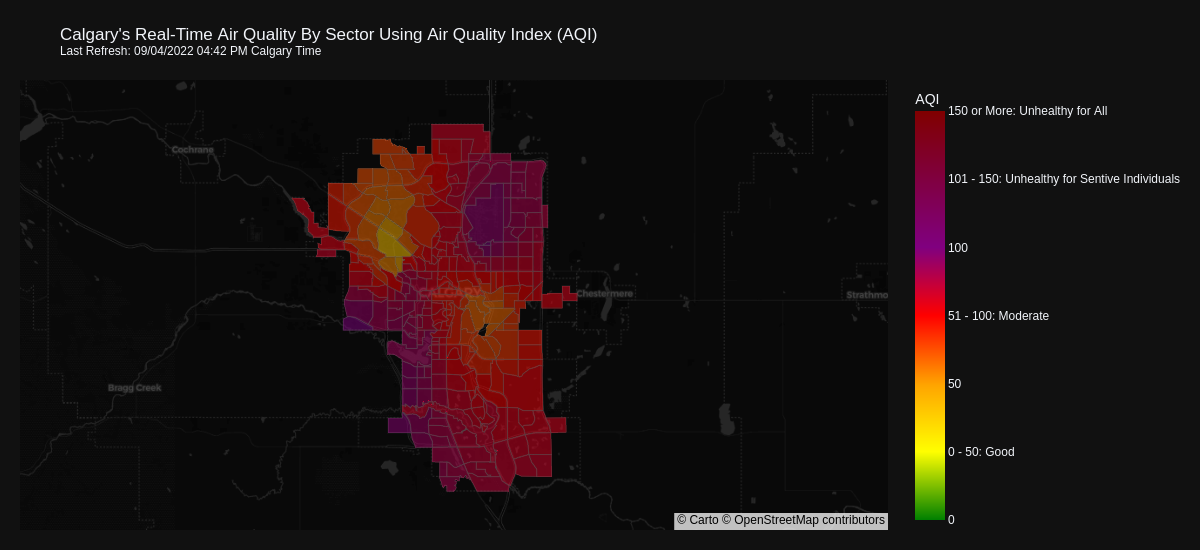 Calgary's Real-Time Air Quality By Sector Using Air Quality Index (AQI)
Last Refresh: 09/04/2022 04:42 PM Calgary Time
AQI
150 or More: Unhealthy for All
Cochrane
101 - 150: Unhealthy for Sentive Individuals
100
CALGARY
Chestermere
Strathmo
51 - 100: Moderate
Bragg Creek
50
0 - 50: Good
0
© Carto © OpenStreetMap contributors